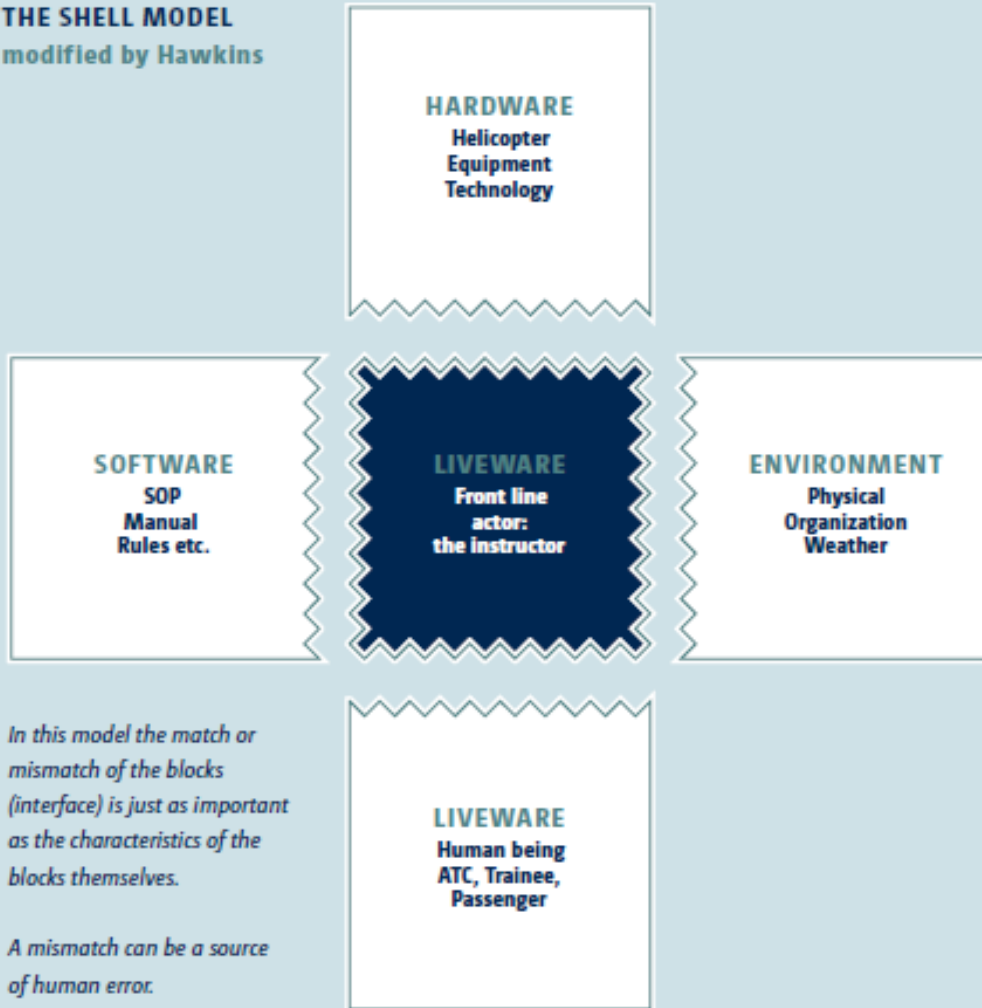 THE SHELL MODEL
modified by Hawkins
HARDWARE
Helicopter
Equipment
Technology
SOFTWARE
SOP
Manual
Rules etc.
LIVEWARE
Front line
actor:
the instructor
ENVIRONMENT
Physical
Organization
Weather
In this model the match or
mismatch of the blocks
(interface) is just as important
as the characteristics of the
blocks themselves.
A mismatch can be a source
of human error.
LIVEWARE
Human being
ATC, Trainee,
Passenger